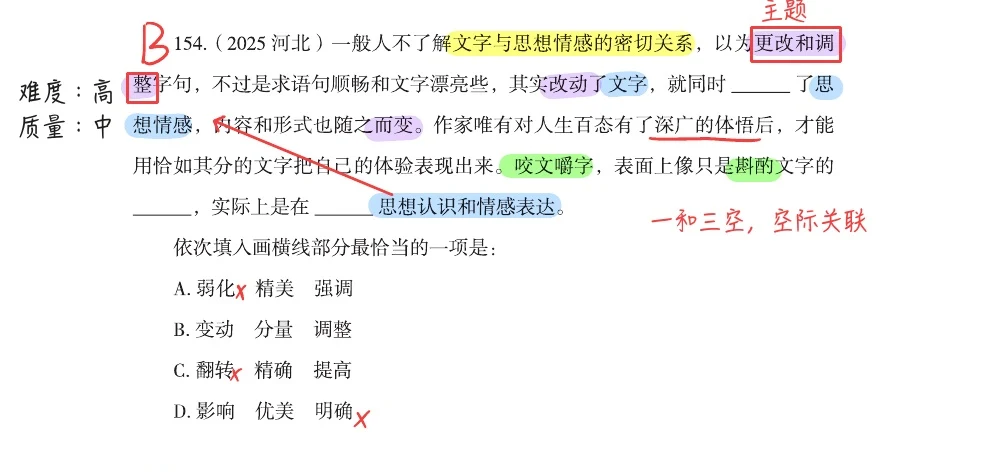 主题
B 154.（2025 河北）一般人不了解文字与思想情感的密切关系，以为更改和调
难度：高 整字句，不过是求语句顺畅和文字漂亮些，其实改动了文字，就同时 ______ 了思
质量：中 想情感，内容和形式也随之而变。作家唯有对人生百态有了深广的体悟后，才能
用恰如其分的文字把自己的体验表现出来。咬文嚼字，表面上像只是斟酌文字的
______，实际上是在 ______ 思想认识和情感表达。
一和三空，空际关联
依次填入画横线部分最恰当的一项是：
A. 弱化x 精美 强调
B. 变动 分量 调整
C. 翻转x 精确 提高
D. 影响 优美 明确x